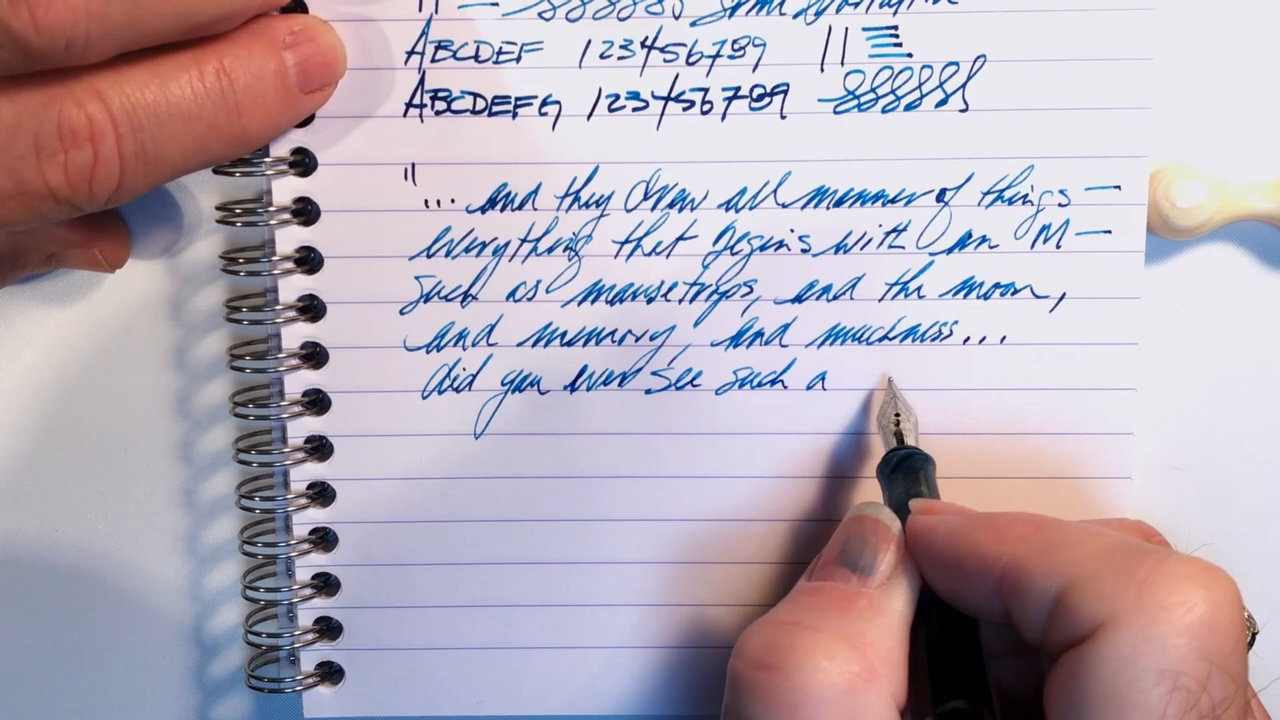 ABCDEF 123456789
ABCDEFG 123456789
"... and they drew all manner of things —
everything that begins with an M —
such as mousetraps, and the moon,
and memory, and muchness...
did you ever see such a